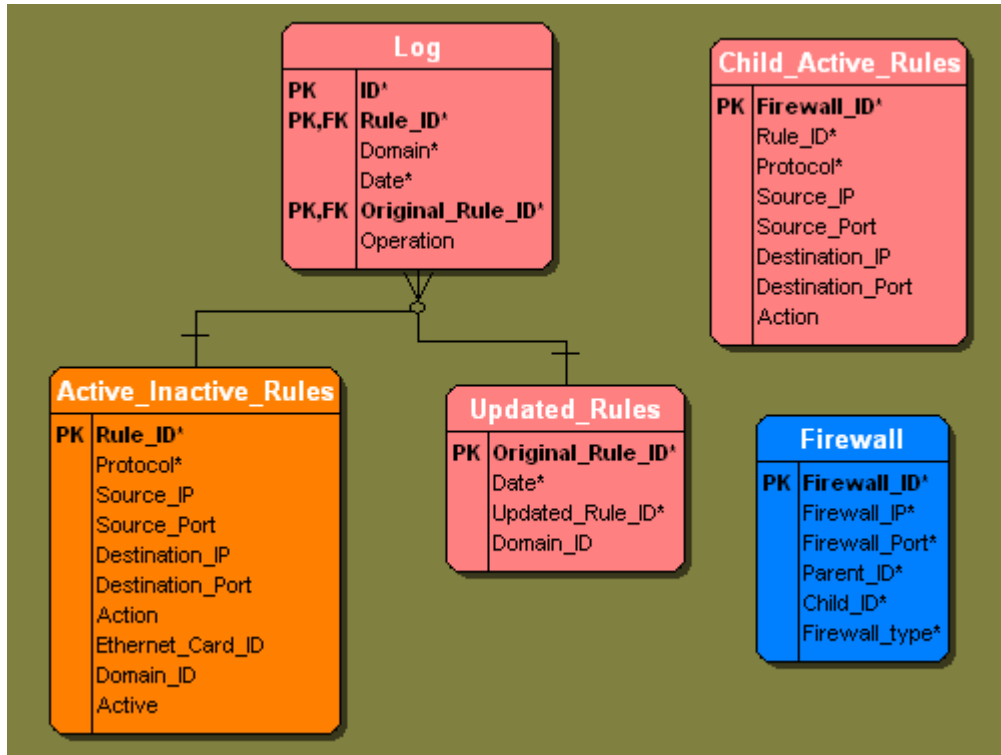 Log
PK ID*
PK,FK Rule_ID*
Domain*
Date*
PK,FK Original_Rule_ID*
Operation
Child_Active_Rules
PK Firewall_ID*
Rule_ID*
Protocol*
Source_IP
Source_Port
Destination_IP
Destination_Port
Action
Active_Inactive_Rules
PK Rule_ID*
Protocol*
Source_IP
Source_Port
Destination_IP
Destination_Port
Action
Ethernet_Card_ID
Domain_ID
Active
Updated_Rules
PK Original_Rule_ID*
Date*
Updated_Rule_ID*
Domain_ID
Firewall
PK Firewall_ID*
Firewall_IP*
Firewall_Port*
Parent_ID*
Child_ID*
Firewall_type*